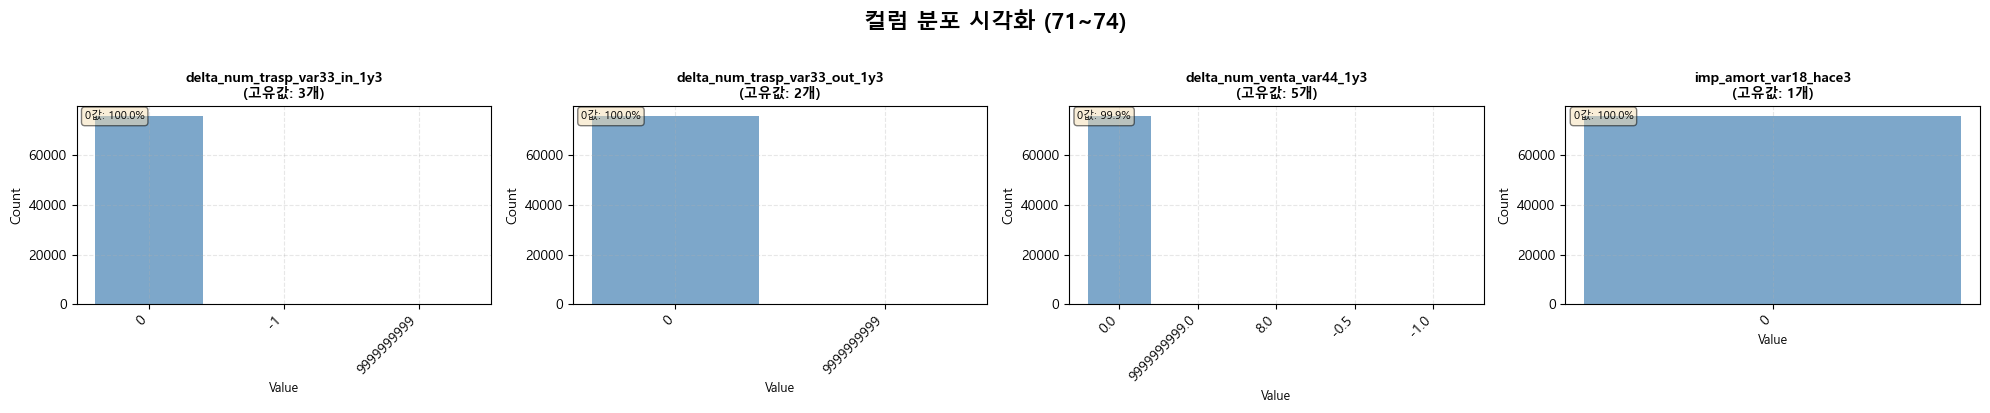 컬럼 분포 시각화 (71~74)
delta_num_trasp_var33_in_1y3
(고유값: 3개)
0값: 100.0%
Count
60000
40000
20000
0
0
-1
9999999999
Value
delta_num_trasp_var33_out_1y3
(고유값: 2개)
0값: 100.0%
Count
60000
40000
20000
0
0
9999999999
Value
delta_num_venta_var44_1y3
(고유값: 5개)
0값: 99.9%
Count
60000
40000
20000
0
0.0
9999999999.0
8.0
-0.5
-1.0
Value
imp_amort_var18_hace3
(고유값: 1개)
0값: 100.0%
Count
60000
40000
20000
0
0
Value